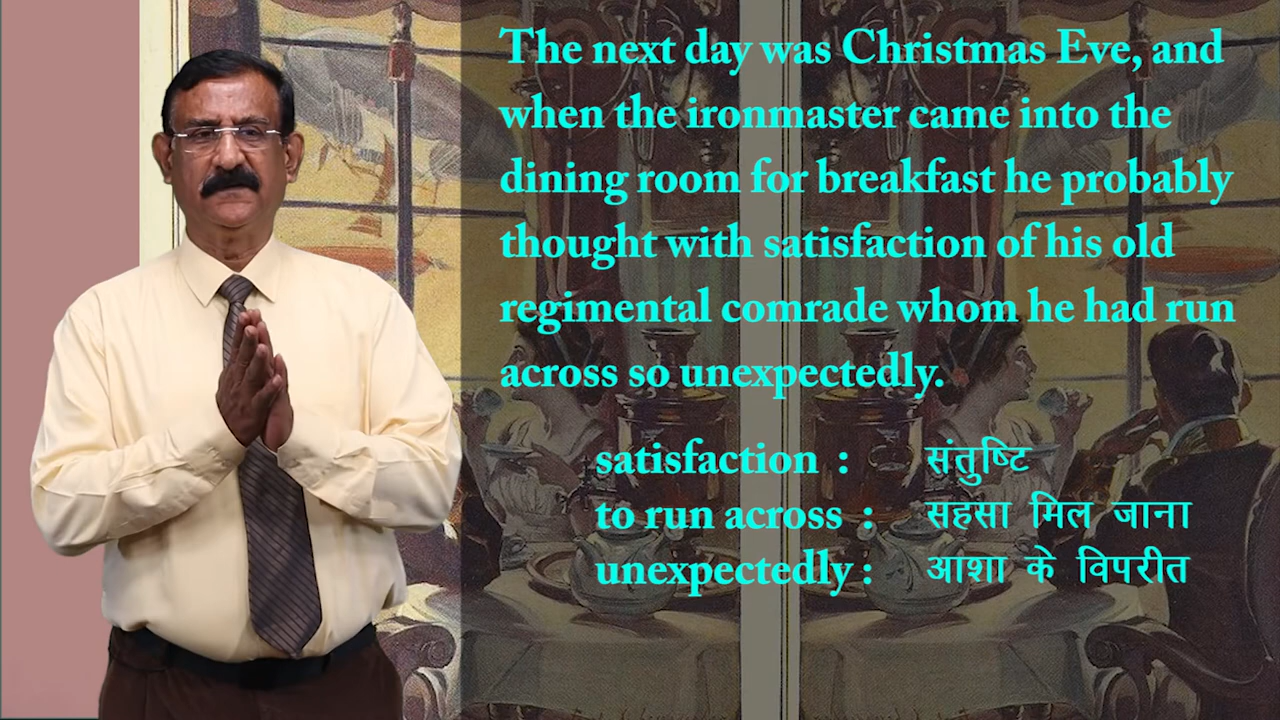 The next day was Christmas Eve, and
when the ironmaster came into the
dining room for breakfast he probably
thought with satisfaction of his old
regimental comrade whom he had run
across so unexpectedly.
satisfaction : संतुष्टि
to run across : सहसा मिल जाना
unexpectedly : आशा के विपरीत